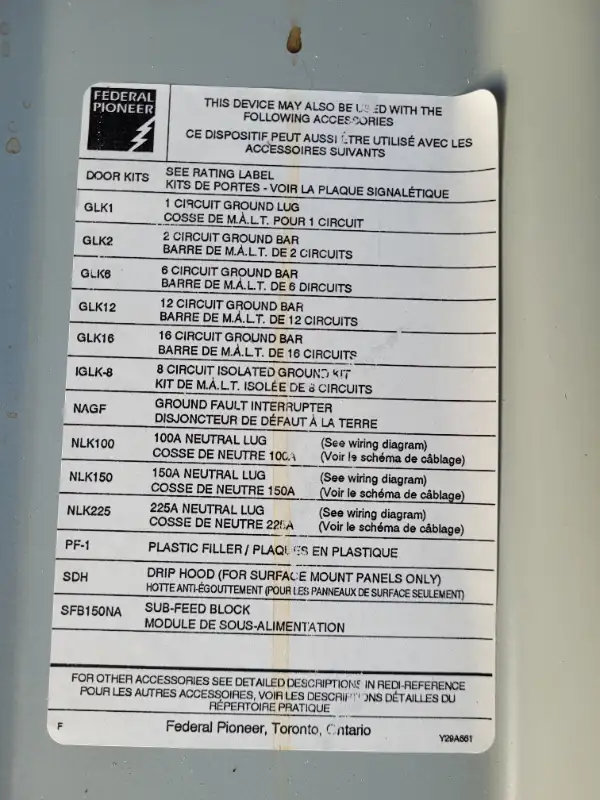 FEDERAL
PIONEER
THIS DEVICE MAY ALSO BE USED WITH THE
FOLLOWING ACCESSORIES
CE DISPOSITIF PEUT AUSSI ÊTRE UTILISÉ AVEC LES
ACCESSOIRES SUIVANTS
DOOR KITS SEE RATING LABEL
KITS DE PORTES - VOIR LA PLAQUE SIGNALÉTIQUE
GLK1 1 CIRCUIT GROUND LUG
COSSE DE M.À.L.T. POUR 1 CIRCUIT
GLK2 2 CIRCUIT GROUND BAR
BARRE DE M.À.L.T. DE 2 CIRCUITS
GLK6 6 CIRCUIT GROUND BAR
BARRE DE M.À.L.T. DE 6 DIRCUITS
GLK12 12 CIRCUIT GROUND BAR
BARRE DE M.À.L.T. DE 12 CIRCUITS
GLK16 16 CIRCUIT GROUND BAR
BARRE DE M.À.L.T. DE 16 CIRCUITS
IGLK-8 8 CIRCUIT ISOLATED GROUND KIT
KIT DE M.À.L.T. ISOLÉE DE 8 CIRCUITS
NAGF GROUND FAULT INTERRUPTER
DISJONCTEUR DE DÉFAUT À LA TERRE
NLK100 100A NEUTRAL LUG (See wiring diagram)
COSSE DE NEUTRE 100A (Voir le schéma de câblage)
NLK150 150A NEUTRAL LUG (See wiring diagram)
COSSE DE NEUTRE 150A (Voir le schéma de câblage)
NLK225 225A NEUTRAL LUG (See wiring diagram)
COSSE DE NEUTRE 225A (Voir le schéma de câblage)
PF-1 PLASTIC FILLER / PLAQUES EN PLASTIQUE
SDH DRIP HOOD (FOR SURFACE MOUNT PANELS ONLY)
HOTTE ANTI-ÉGOUTTEMENT (POUR LES PANNEAUX DE SURFACE SEULEMENT)
SFB150NA SUB-FEED BLOCK
MODULE DE SOUS-ALIMENTATION
FOR OTHER ACCESSORIES SEE DETAILED DESCRIPTIONS IN REDI-REFERENCE
POUR LES AUTRES ACCESSOIRES, VOIR LES DESCRIPTIONS DÉTAILLES DU
RÉPERTOIRE PRATIQUE
F Federal Pioneer, Toronto, Ontario Y29A561